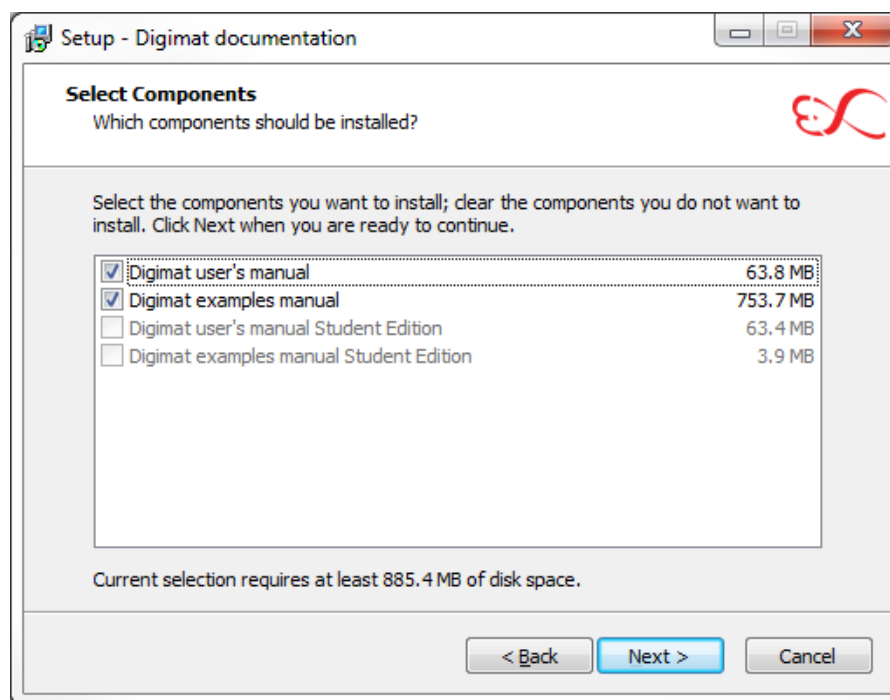 Setup - Digimat documentation
Select Components
Which components should be installed?
Select the components you want to install; clear the components you do not want to
install. Click Next when you are ready to continue.
Digimat user's manual 63.8 MB
Digimat examples manual 753.7 MB
Digimat user's manual Student Edition 63.4 MB
Digimat examples manual Student Edition 3.9 MB
Current selection requires at least 885.4 MB of disk space.
< Back Next > Cancel